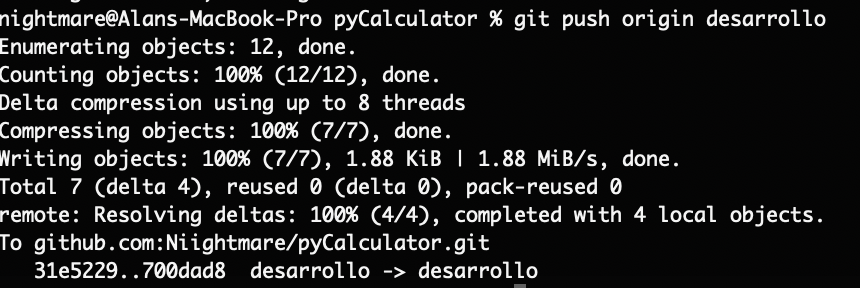 niightmare@Alans-MacBook-Pro pyCalculator % git push origin desarrollo
Enumerating objects: 12, done.
Counting objects: 100% (12/12), done.
Delta compression using up to 8 threads
Compressing objects: 100% (7/7), done.
Writing objects: 100% (7/7), 1.88 KiB | 1.88 MiB/s, done.
Total 7 (delta 4), reused 0 (delta 0), pack-reused 0
remote: Resolving deltas: 100% (4/4), completed with 4 local objects.
To github.com:Niightmare/pyCalculator.git
   31e5229..700dad8  desarrollo -> desarrollo